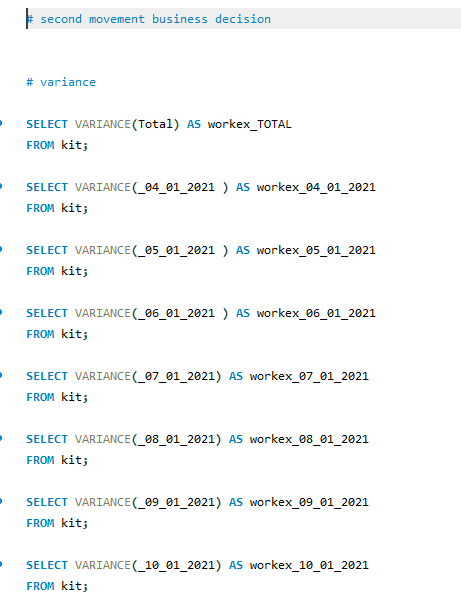 # second movement business decision
# variance
SELECT VARIANCE(Total) AS workex_TOTAL
FROM kit;
SELECT VARIANCE(_04_01_2021 ) AS workex_04_01_2021
FROM kit;
SELECT VARIANCE(_05_01_2021 ) AS workex_05_01_2021
FROM kit;
SELECT VARIANCE(_06_01_2021 ) AS workex_06_01_2021
FROM kit;
SELECT VARIANCE(_07_01_2021) AS workex_07_01_2021
FROM kit;
SELECT VARIANCE(_08_01_2021) AS workex_08_01_2021
FROM kit;
SELECT VARIANCE(_09_01_2021) AS workex_09_01_2021
FROM kit;
SELECT VARIANCE(_10_01_2021) AS workex_10_01_2021
FROM kit;